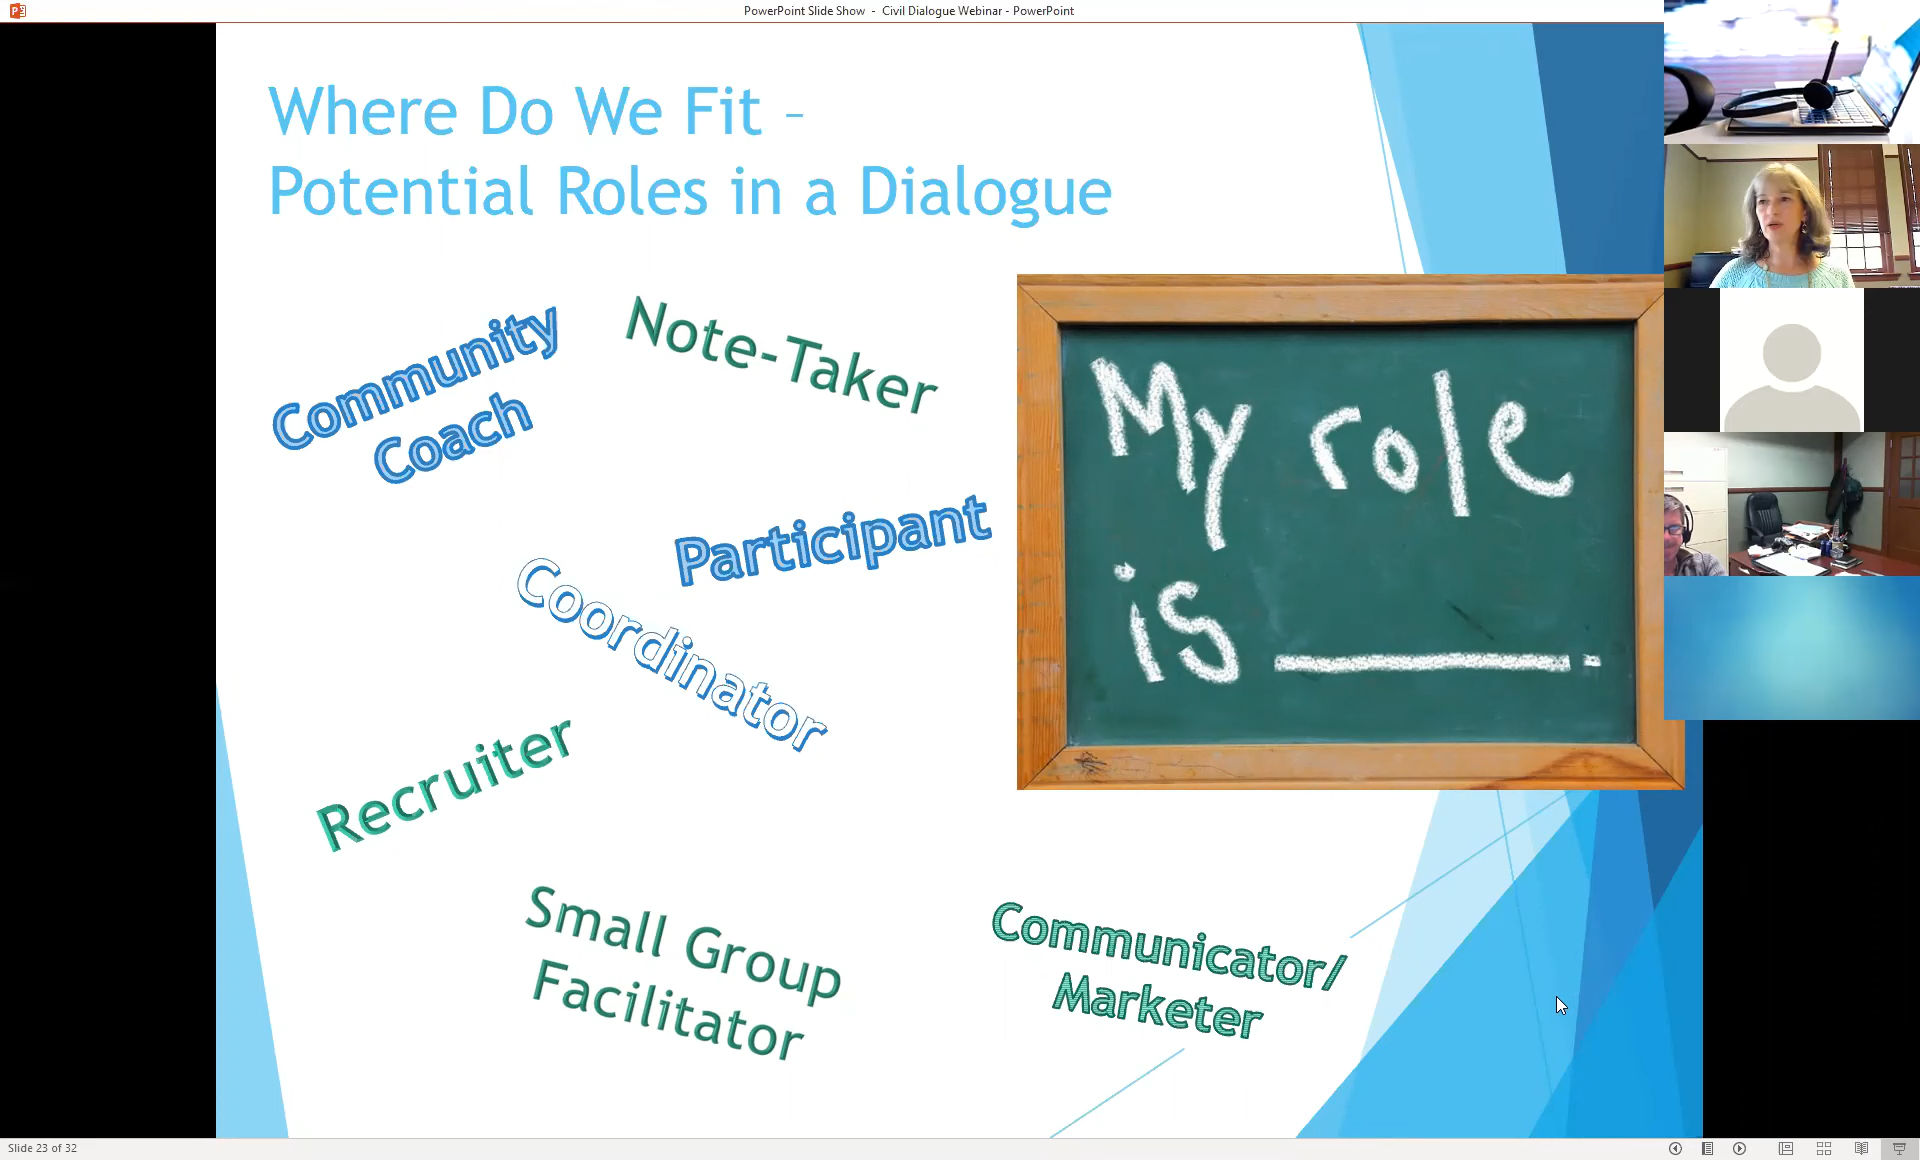 PowerPoint Slide Show - Civil Dialogue Webinar - PowerPoint
Where Do We Fit –
Potential Roles in a Dialogue
Community
Coach
Note-Taker
Participant
Coordinator
Recruiter
Small Group
Facilitator
Communicator/
Marketer
My role
is ________.
Slide 23 of 32